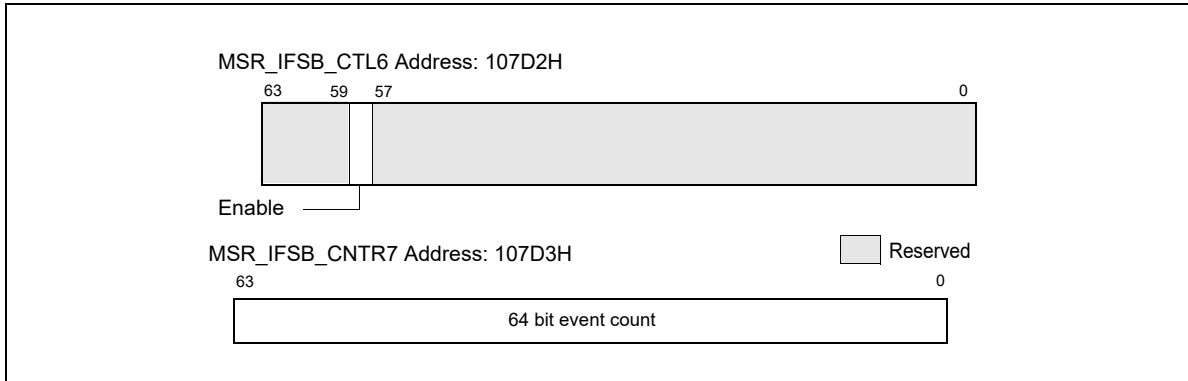 MSR_IFSB_CTL6 Address: 107D2H
63 59 57 0
Enable
MSR_IFSB_CNTR7 Address: 107D3H
Reserved
63 0
64 bit event count